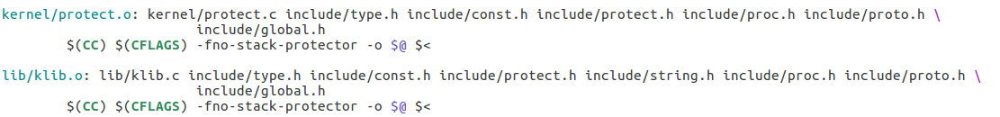 kernel/protect.o: kernel/protect.c include/type.h include/const.h include/protect.h include/proc.h include/proto.h \
include/global.h
$(CC) $(CFLAGS) -fno-stack-protector -o $@ $<
lib/klib.o: lib/klib.c include/type.h include/const.h include/protect.h include/string.h include/proc.h include/proto.h \
include/global.h
$(CC) $(CFLAGS) -fno-stack-protector -o $@ $<